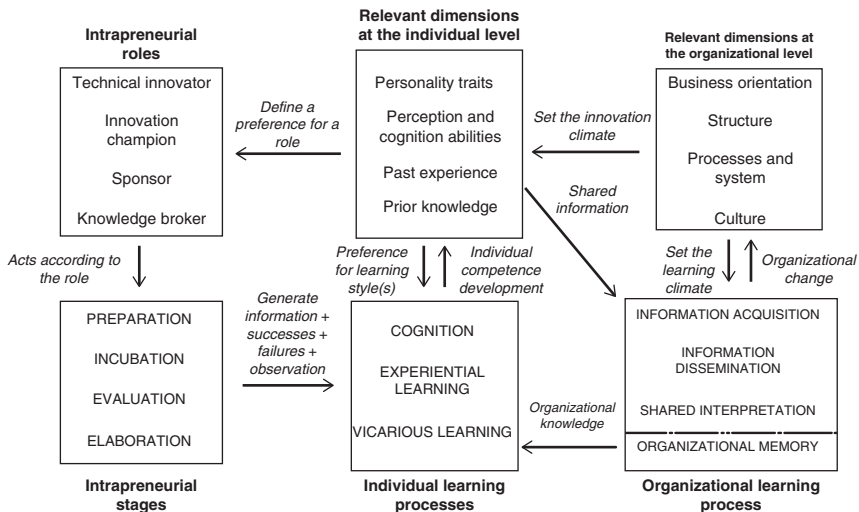 Intrapreneurial
roles
Technical innovator
Innovation
champion
Sponsor
Knowledge broker
Define a
preference for a
role
Relevant dimensions
at the individual level
Personality traits
Perception and
cognition abilities
Past experience
Prior knowledge
Set the innovation
climate
Relevant dimensions at
the organizational level
Business orientation
Structure
Processes and
system
Culture
Shared
information
Acts according to
the role
Preference
for learning
style(s)
Individual
competence
development
Set the
learning
climate
Organizational
change
PREPARATION
INCUBATION
EVALUATION
ELABORATION
Intrapreneurial
stages
Generate
information +
successes +
failures +
observation
COGNITION
EXPERIENTIAL
LEARNING
VICARIOUS LEARNING
Individual learning
processes
Organizational
knowledge
INFORMATION ACQUISITION
INFORMATION
DISSEMINATION
SHARED INTERPRETATION
ORGANIZATIONAL MEMORY
Organizational learning
process